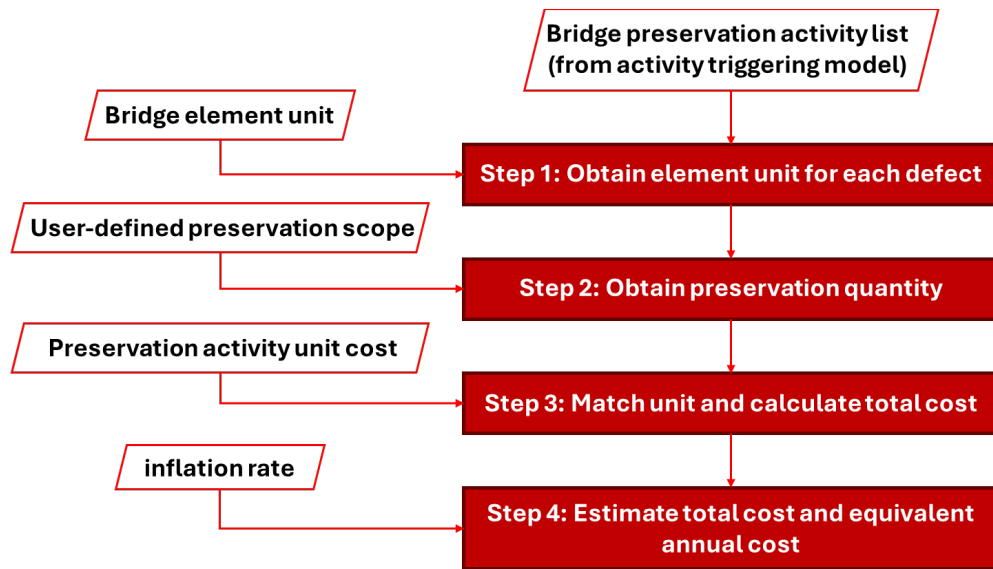 Bridge preservation activity list
(from activity triggering model)
Bridge element unit
Step 1: Obtain element unit for each defect
User-defined preservation scope
Step 2: Obtain preservation quantity
Preservation activity unit cost
Step 3: Match unit and calculate total cost
inflation rate
Step 4: Estimate total cost and equivalent
annual cost